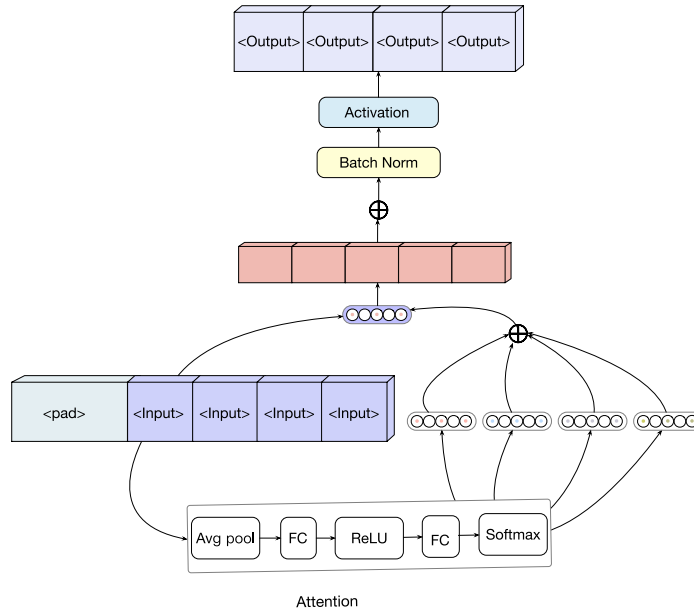 <Output> <Output> <Output> <Output>
Activation
Batch Norm
<pad> <Input> <Input> <Input> <Input>
Avg pool FC ReLU FC Softmax
Attention